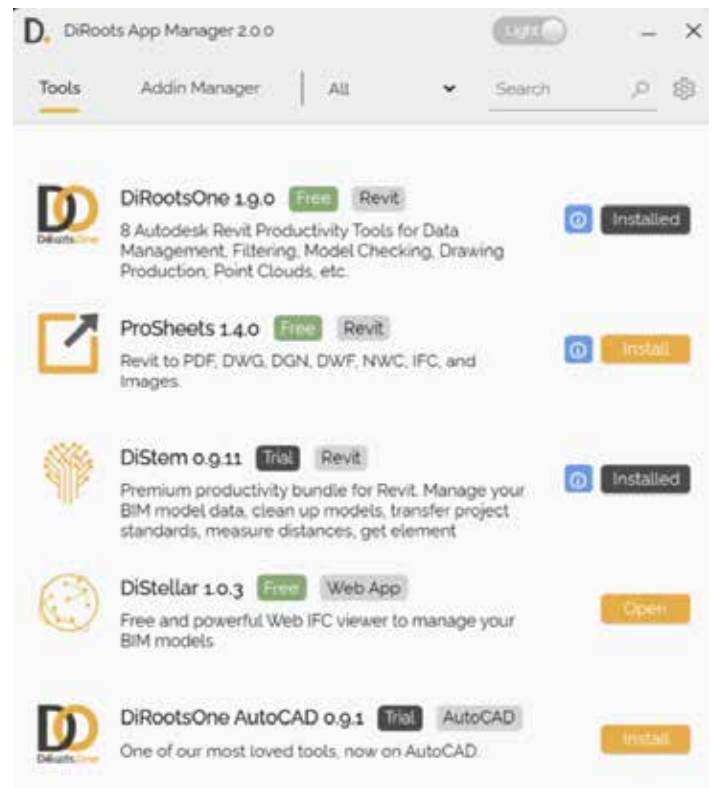 D. DiRoots App Manager 2.0.0 Light
Tools Addin Manager All Search
DiRootsOne 1.9.0 Free Revit
8 Autodesk Revit Productivity Tools for Data
Management, Filtering, Model Checking, Drawing
Production, Point Clouds, etc.
Installed
DiRootsOne
ProSheets 1.4.0 Free Revit
Revit to PDF, DWG, DGN, DWF, NWC, IFC, and
Images.
Install
DiStem 0.9.11 Trial Revit
Premium productivity bundle for Revit. Manage your
BIM model data, clean up models, transfer project
standards, measure distances, get element
Installed
DiStellar 1.0.3 Free Web App
Free and powerful Web IFC viewer to manage your
BIM models
Open
DiRootsOne AutoCAD 0.9.1 Trial AutoCAD
One of our most loved tools, now on AutoCAD.
Install
DiRootsOne